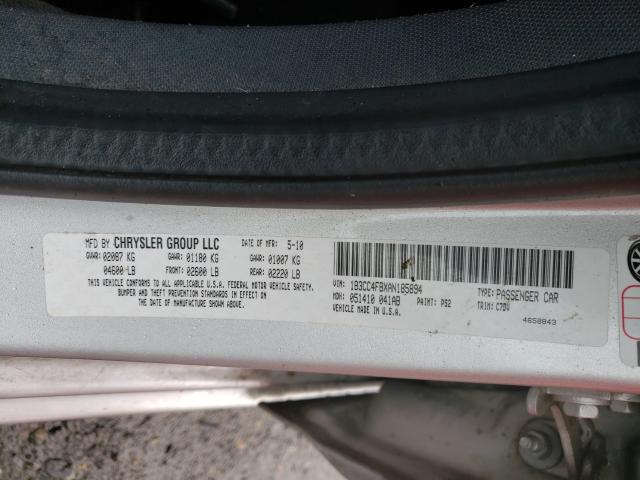 MFD BY CHRYSLER GROUP LLC DATE OF MFR: 5-10
GVWR: 02087 KG GAWR: 01180 KG GAWR: 01007 KG
04600 LB FRONT: 02600 LB REAR: 02220 LB
THIS VEHICLE CONFORMS TO ALL APPLICABLE U.S.A. FEDERAL MOTOR VEHICLE SAFETY,
BUMPER AND THEFT PREVENTION STANDARDS IN EFFECT ON
THE DATE OF MANUFACTURE SHOWN ABOVE.
VIN: 1B3CC4FBXAN185894 TYPE: PASSENGER CAR
MDH: 051410 041AB PAINT: PS2 TRIM: C7DV
VEHICLE MADE IN U.S.A. 4658943